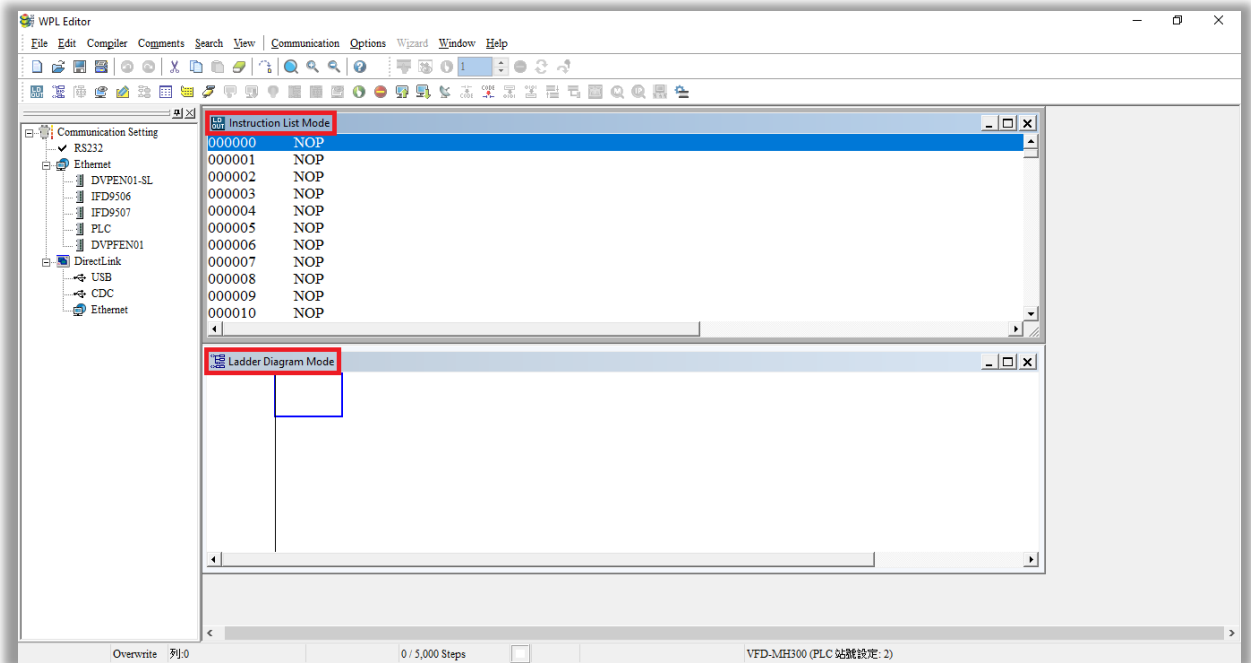 WPL Editor
File Edit Compiler Comments Search View Communication Options Wizard Window Help
1
Communication Setting
RS232
Ethernet
DVPEN01-SL
IFD9506
IFD9507
PLC
DVPFEN01
DirectLink
USB
CDC
Ethernet
Instruction List Mode
000000 NOP
000001 NOP
000002 NOP
000003 NOP
000004 NOP
000005 NOP
000006 NOP
000007 NOP
000008 NOP
000009 NOP
000010 NOP
Ladder Diagram Mode
Overwrite 列:0 0 / 5,000 Steps VFD-MH300 (PLC 站號設定: 2)